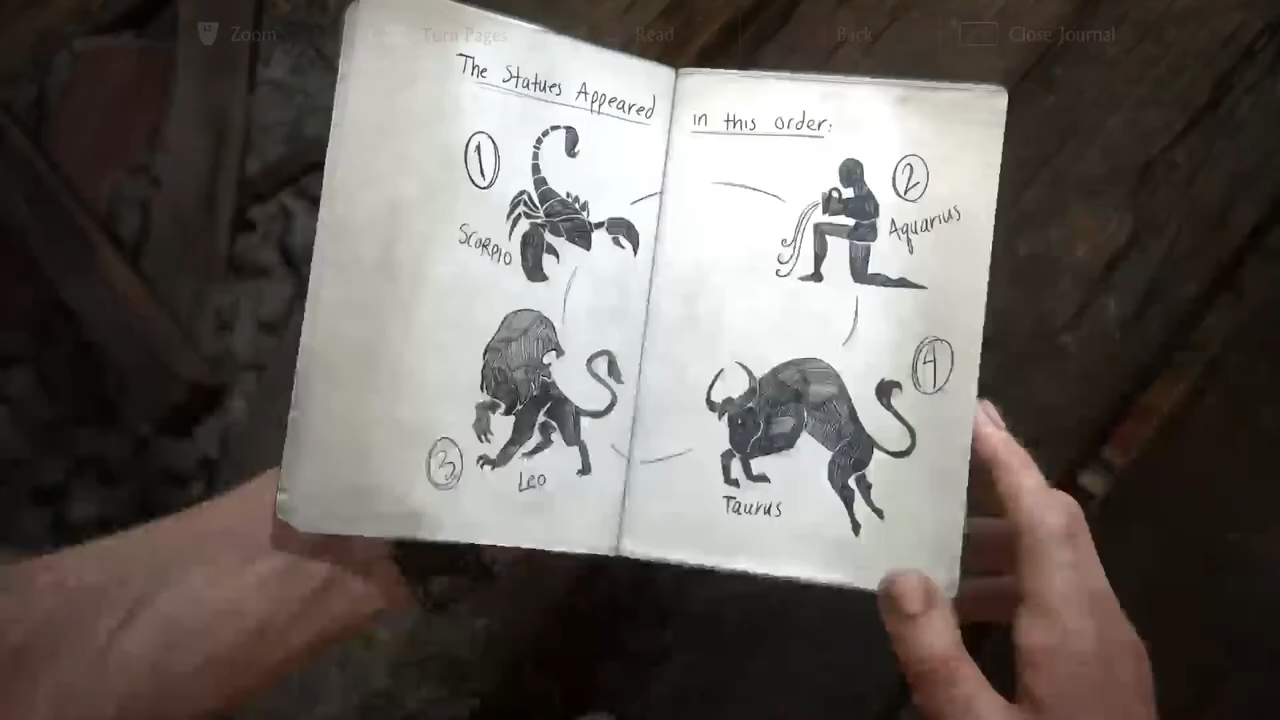 Zoom
Turn Pages
Read
Back
Close Journal
The Statues Appeared
in this order:
1
Scorpio
2
Aquarius
3
Leo
4
Taurus